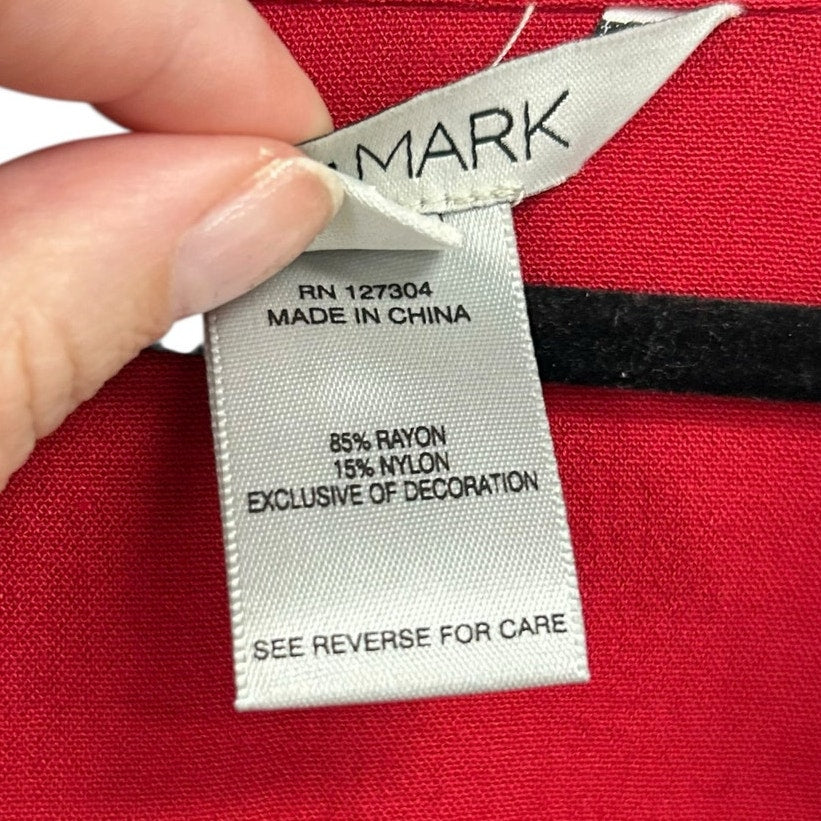 MARK
RN 127304
MADE IN CHINA
85% RAYON
15% NYLON
EXCLUSIVE OF DECORATION
SEE REVERSE FOR CARE